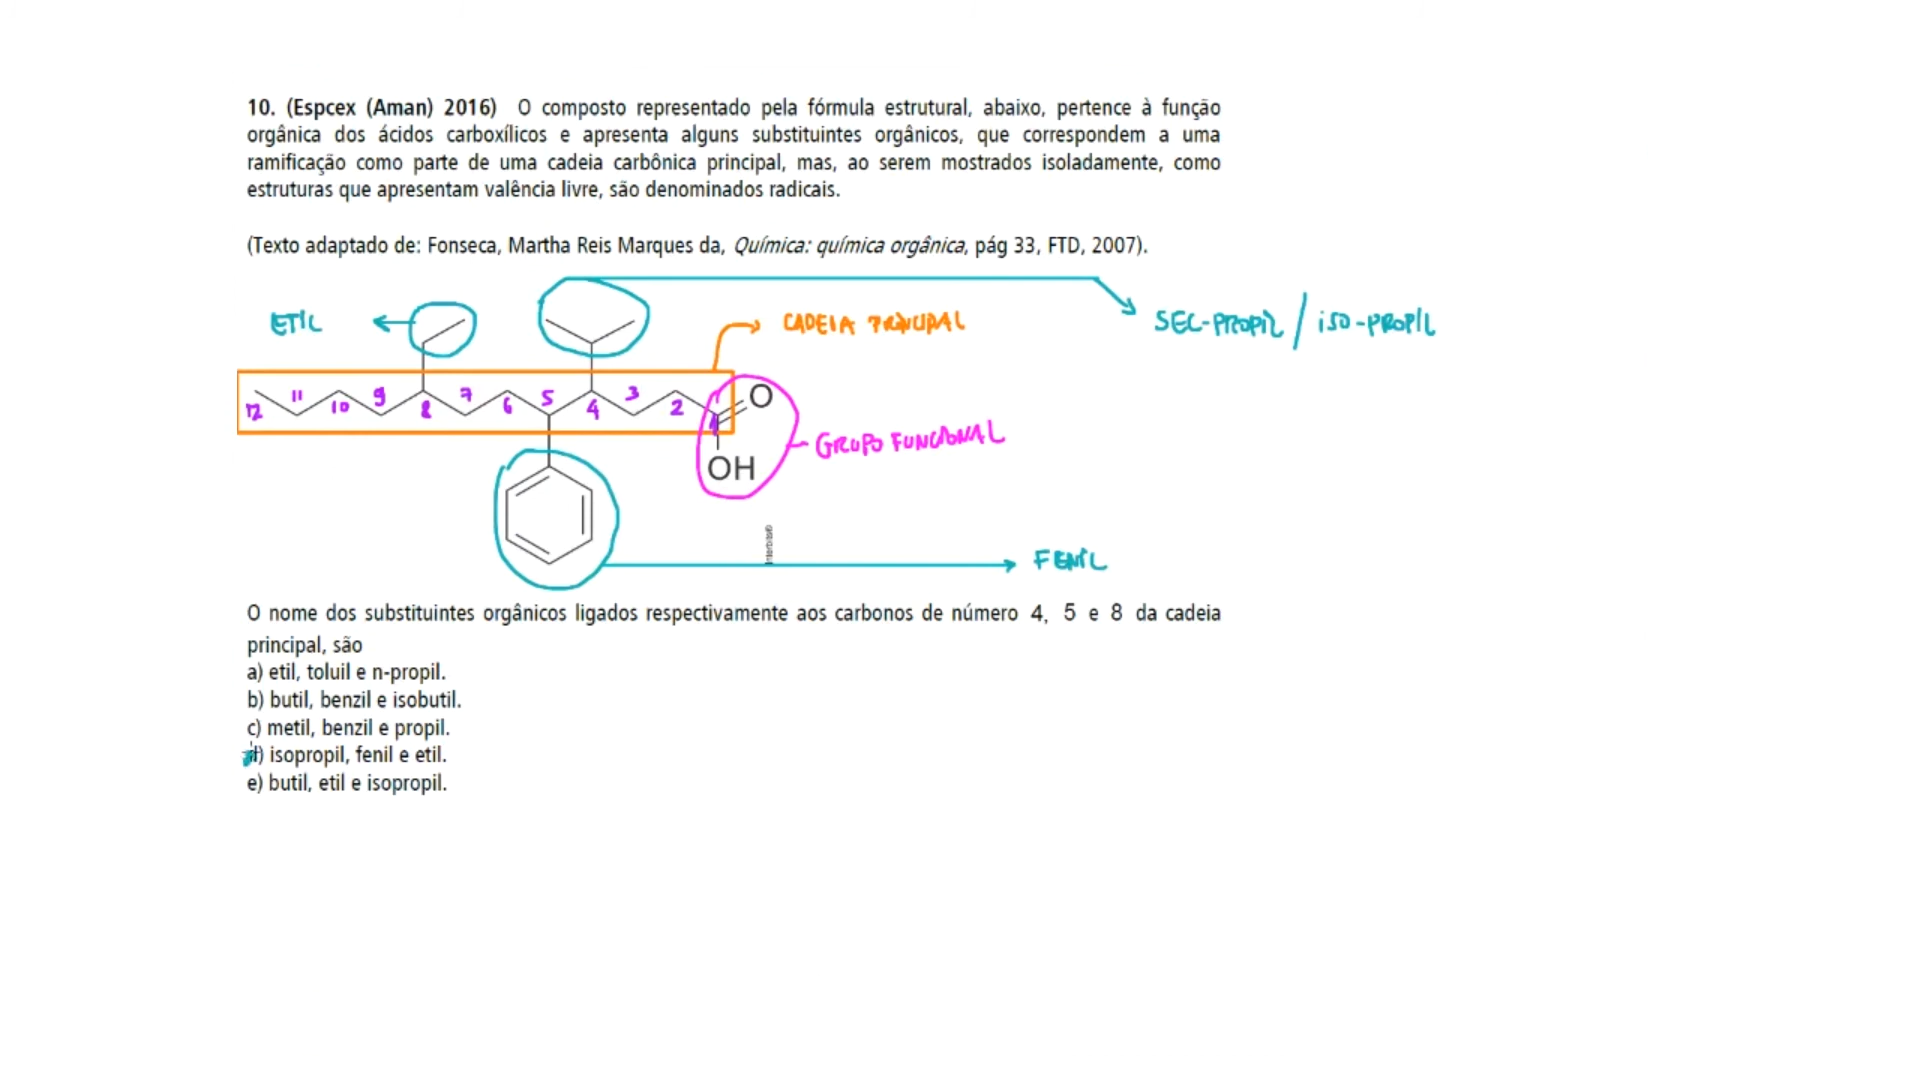 10. (Espcex (Aman) 2016) O composto representado pela fórmula estrutural, abaixo, pertence à função
orgânica dos ácidos carboxílicos e apresenta alguns substituintes orgânicos, que correspondem a uma
ramificação como parte de uma cadeia carbônica principal, mas, ao serem mostrados isoladamente, como
estruturas que apresentam valência livre, são denominados radicais.
(Texto adaptado de: Fonseca, Martha Reis Marques da, Química: química orgânica, pág 33, FTD, 2007).
ETIL
CADEIA PRINCIPAL
SEC-PROPIL / ISO-PROPIL
12 11 10 9 8 7 6 5 4 3 2 1
O
GRUPO FUNCIONAL
OH
Interbits®
FENIL
O nome dos substituintes orgânicos ligados respectivamente aos carbonos de número 4, 5 e 8 da cadeia
principal, são
a) etil, toluil e n-propil.
b) butil, benzil e isobutil.
c) metil, benzil e propil.
d) isopropil, fenil e etil.
e) butil, etil e isopropil.